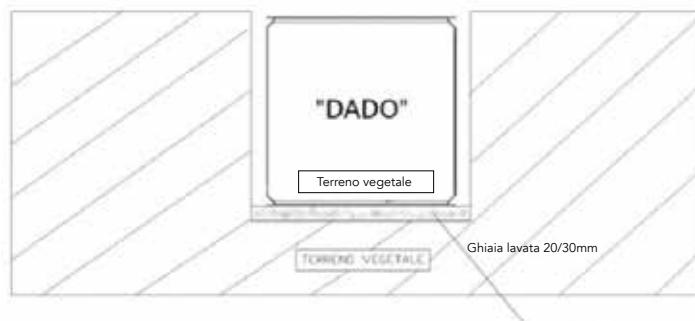 "DADO"
Terreno vegetale
Ghiaia lavata 20/30mm
TERRENO VEGETALE